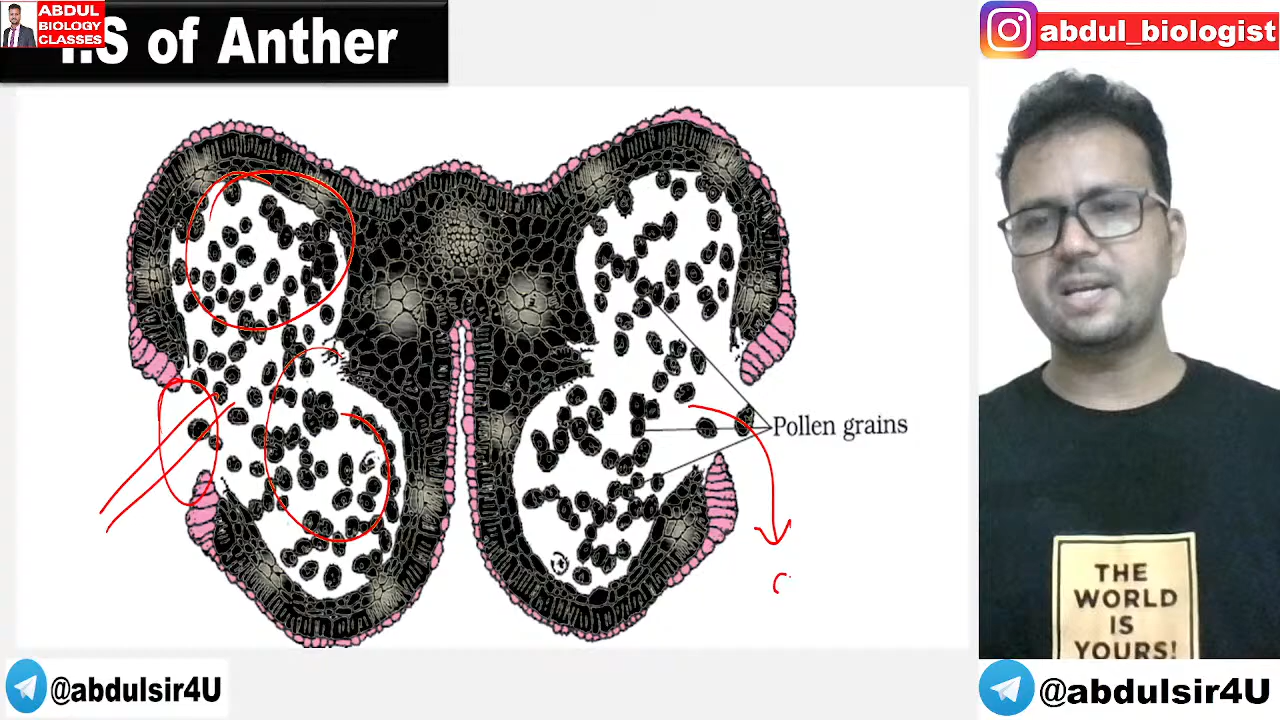 ABDUL
BIOLOGY
CLASSES
T.S of Anther
abdul_biologist
Pollen grains
THE
WORLD
IS
YOURS!
@abdulsir4U
@abdulsir4U